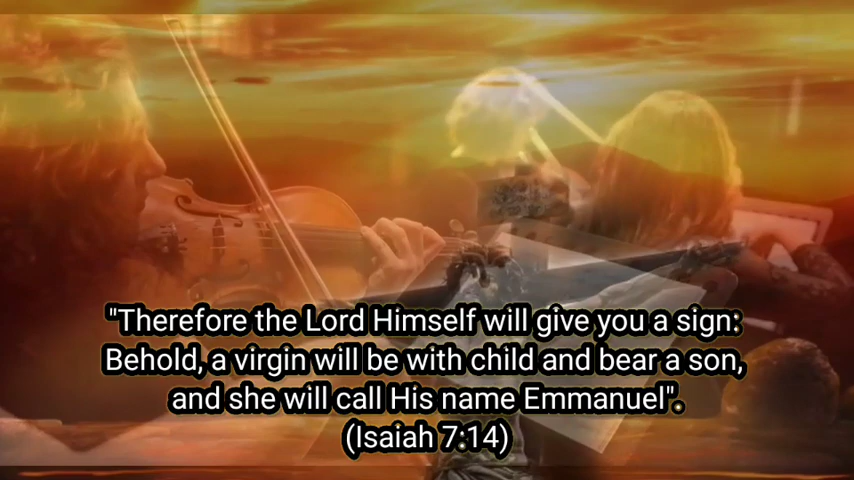 "Therefore the Lord Himself will give you a sign:
Behold, a virgin will be with child and bear a son,
and she will call His name Emmanuel".
(Isaiah 7:14)